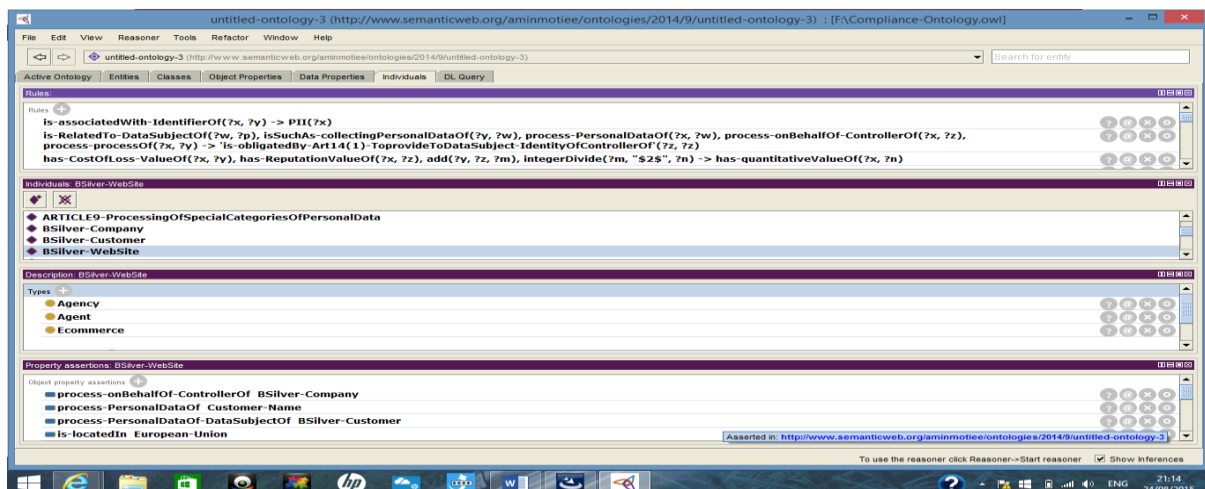 untitled-ontology-3 (http://www.semanticweb.org/aminmotiee/ontologies/2014/9/untitled-ontology-3) : [F:\Compliance-Ontology.owl]
File Edit View Reasoner Tools Refactor Window Help
untitled-ontology-3 (http://www.semanticweb.org/aminmotiee/ontologies/2014/9/untitled-ontology-3)
Search for entity
Active Ontology Entities Classes Object Properties Data Properties Individuals DL Query
Rules:
Rules
is-associatedWith-IdentifierOf(?x, ?y) -> PII(?x)
is-RelatedTo-DataSubjectOf(?w, ?p), isSuchAs-collectingPersonalDataOf(?y, ?w), process-PersonalDataOf(?x, ?w), process-onBehalfOf-ControllerOf(?x, ?z),
process-processOf(?x, ?y) -> 'is-obligatedBy-Art14(1)-ToprovideToDataSubject-IdentityOfControllerOf'(?z, ?z)
has-CostOfLoss-ValueOf(?x, ?y), has-ReputationValueOf(?x, ?z), add(?y, ?z, ?m), integerDivide(?m, "$2$", ?n) -> has-quantitativeValueOf(?x, ?n)
Individuals: BSilver-WebSite
ARTICLE9-ProcessingOfSpecialCategoriesOfPersonalData
BSilver-Company
BSilver-Customer
BSilver-WebSite
Description: BSilver-WebSite
Types
Agency
Agent
Ecommerce
Property assertions: BSilver-WebSite
Object property assertions
process-onBehalfOf-ControllerOf BSilver-Company
process-PersonalDataOf Customer-Name
process-PersonalDataOf-DataSubjectOf BSilver-Customer
is-locatedIn European-Union
Asserted in: http://www.semanticweb.org/aminmotiee/ontologies/2014/9/untitled-ontology-3
To use the reasoner click Reasoner->Start reasoner Show Inferences
hp
W
ENG
21:14
24/08/2015